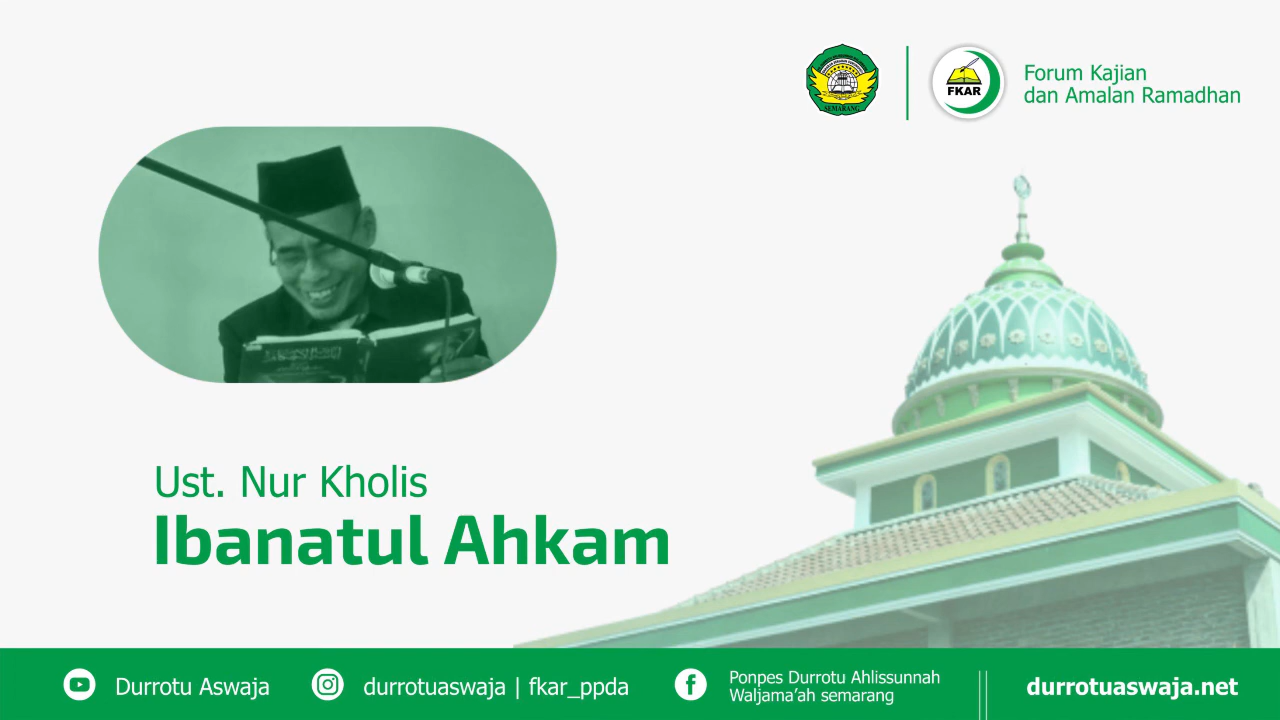 SEMARANG
FKAR
Forum Kajian
dan Amalan Ramadhan
Ust. Nur Kholis
Ibanatul Ahkam
Durrotu Aswaja
durrotuaswaja | fkar_ppda
Ponpes Durrotu Ahlissunnah
Waljama'ah semarang
durrotuaswaja.net